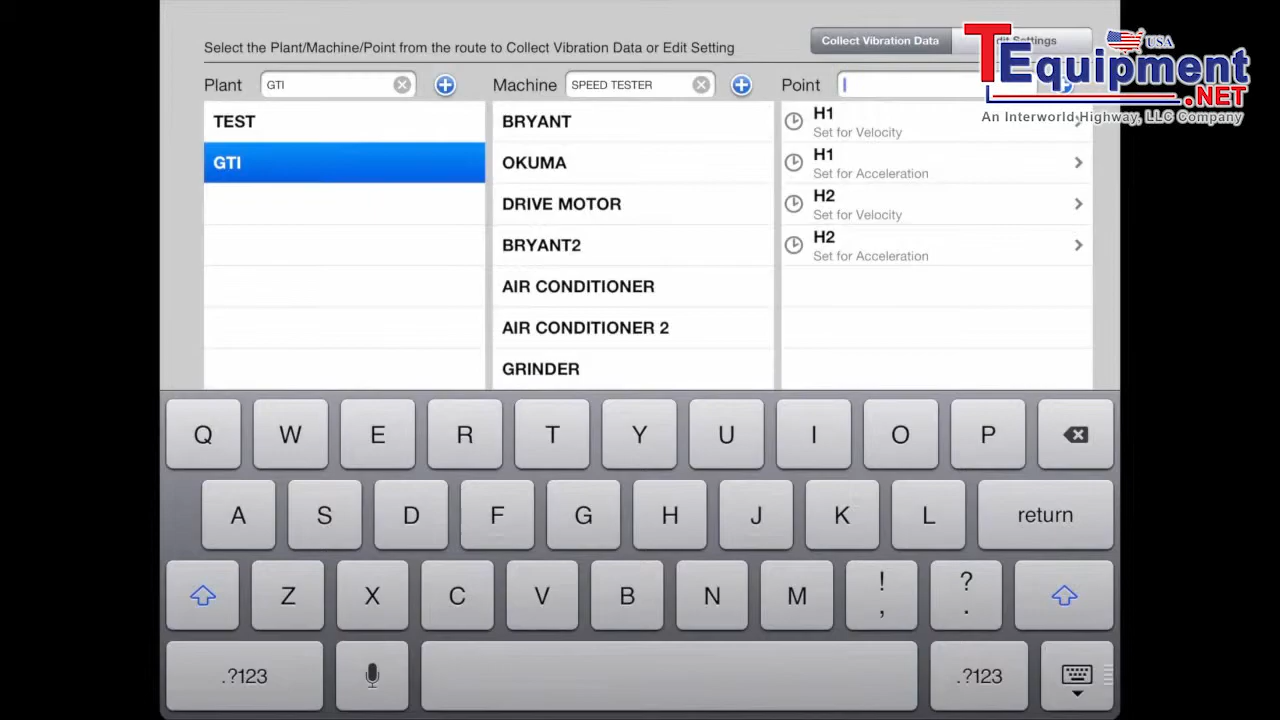 Select the Plant/Machine/Point from the route to Collect Vibration Data or Edit Setting
Collect Vibration Data
Settings
USA
TEquipment
.NET
An Interworld Highway, LLC Company
Plant
GTI
Machine
SPEED TESTER
Point
TEST
GTI
BRYANT
OKUMA
DRIVE MOTOR
BRYANT2
AIR CONDITIONER
AIR CONDITIONER 2
GRINDER
H1
Set for Velocity
H1
Set for Acceleration
H2
Set for Velocity
H2
Set for Acceleration
Q W E R T Y U I O P
A S D F G H J K L return
Z X C V B N M ! , ? .
.?123 .?123